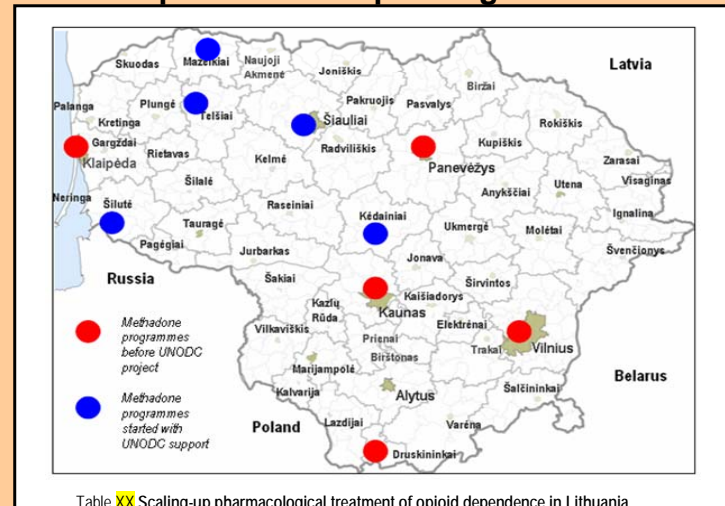 Latvia
Skuodas
Mažeikiai
Naujoji
Akmenė
Joniškis
Biržai
Palanga
Plungė
Telšiai
Pakruojis
Pasvalys
Kretinga
Šiauliai
Rokiškis
Gargždai
Klaipėda
Rietavas
Radviliškis
Kupiškis
Kelmė
Panevėžys
Zarasai
Šilalė
Anykščiai
Utena
Visaginas
Neringa
Šilutė
Raseiniai
Kėdainiai
Ignalina
Tauragė
Ukmergė
Molėtai
Pagėgiai
Jurbarkas
Jonava
Švenčionys
Russia
Šakiai
Širvintos
Kazlų
Rūda
Kaunas
Kaišiadorys
Vilkaviškis
Prienai
Elektrėnai
Trakai
Vilnius
Birštonas
Marijampolė
Belarus
Kalvarija
Alytus
Šalčininkai
Poland
Lazdijai
Varėna
Druskininkai
Methadone
programmes
before UNODC
project
Methadone
programmes
started with
UNODC support
Table XX Scaling-up pharmacological treatment of opioid dependence in Lithuania